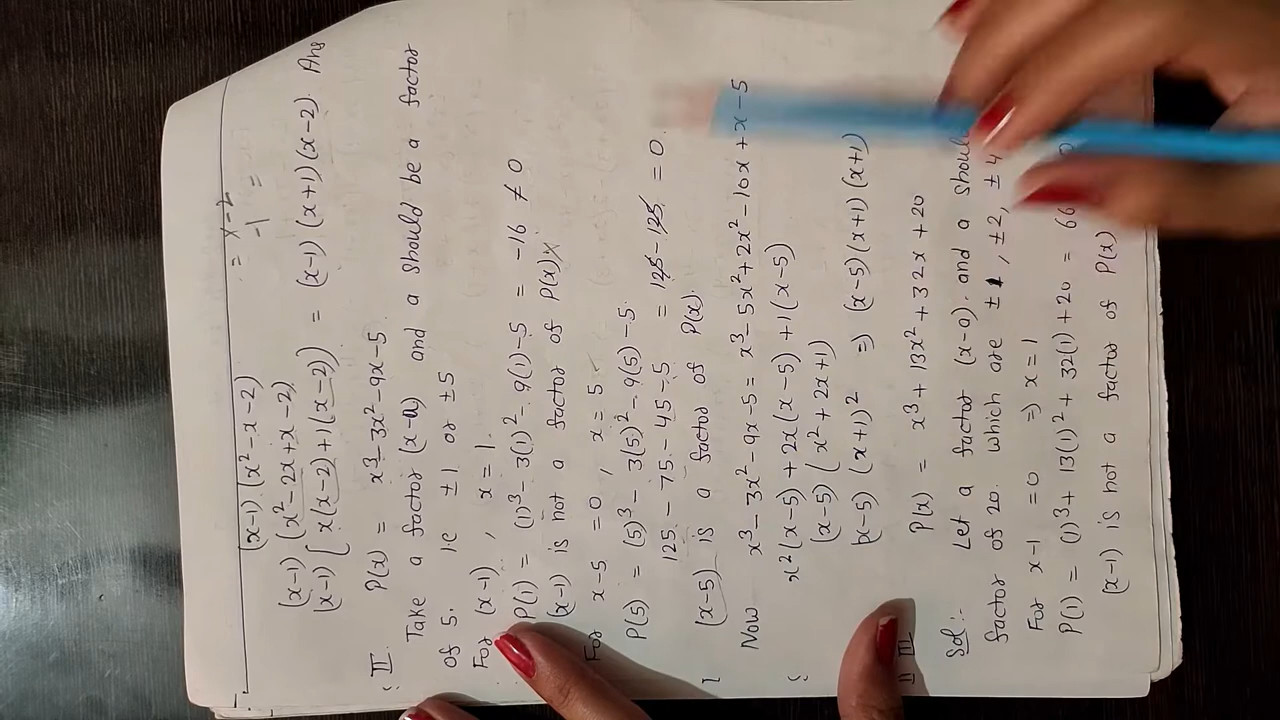 = x-2
-1 =
(x-1) (x²-x-2)
(x-1) (x²-2x+x-2)
(x-1) [x(x-2)+1(x-2)) = (x-1) (x+1) (x-2). Ans
(II. P(x) = x³-3x²-9x-5.
Take a factor (x-a) and a should be a factor
of 5. ie ±1 or ±5
For (x-1) , x=1.
P(1) = (1)³-3(1)²-9(1)-5 = -16 ≠ 0
(x-1) is not a factor of P(x)x
For x-5 =0 , x=5
P(5) = (5)³-3(5)²-9(5)-5.
125-75-45-5 = 125-125 = 0.
(x-5) is a factor of P(x).
Now x³-3x²-9x-5 = x³-5x²+2x²-10x+x-5
x²(x-5)+2x(x-5)+1(x-5)
(x-5) (x²+2x+1)
(x-5) (x+1)² => (x-5)(x+1)(x+1)
III P(x) = x³+13x²+32x+20
Sol:. Let a factor (x-a). and a
factor of 20. which are ±1, ±2, ±4
For x-1 =0 => x=1
P(1) = (1)³+13(1)²+32(1)+20 = 66
(x-1) is not a factor of P(x)